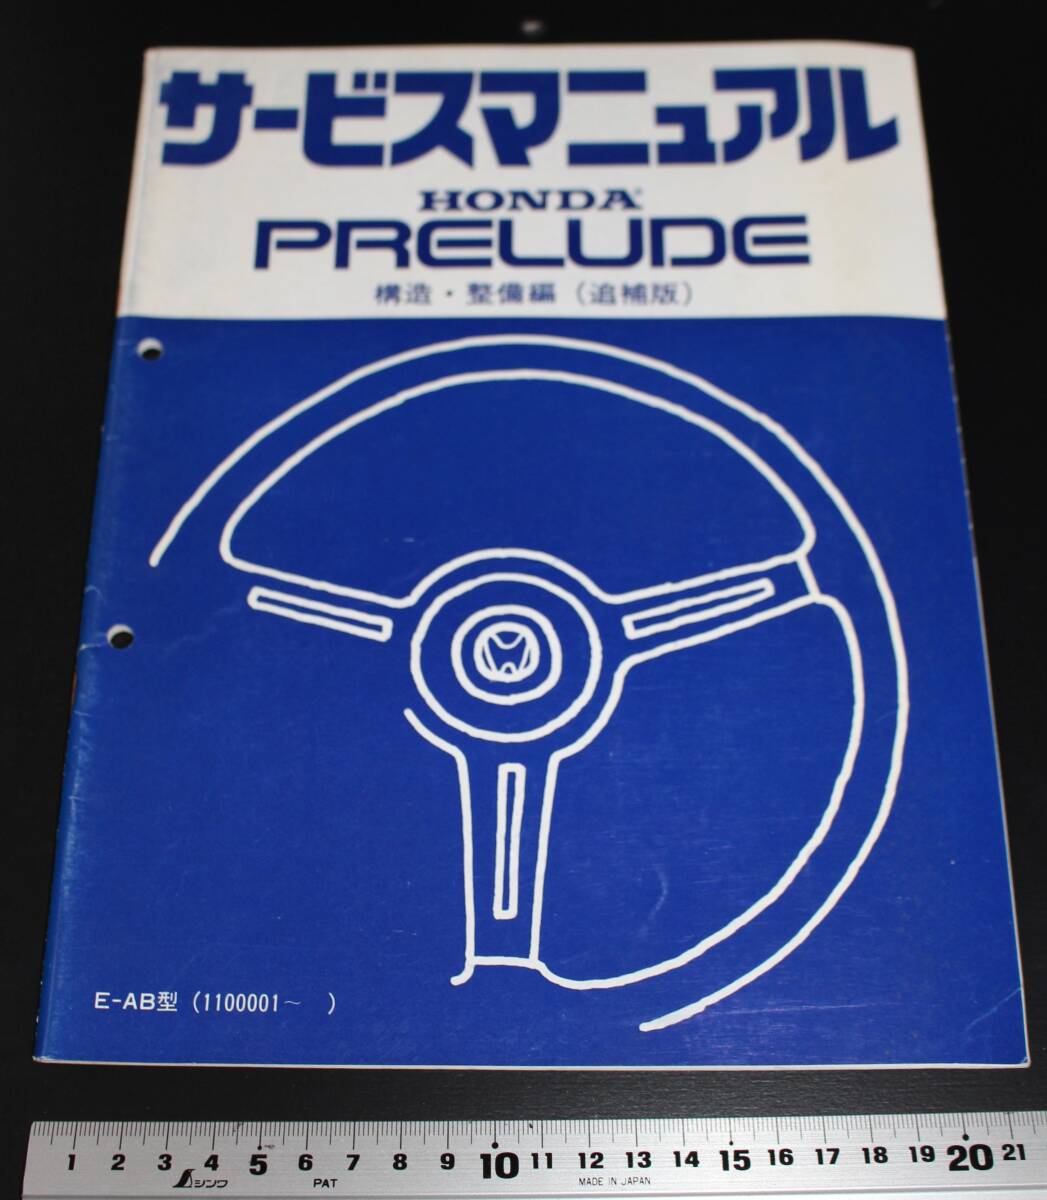 サービスマニュアル
HONDA
PRELUDE
構造・整備編（追補版）
E-AB型（1100001～　）
1 2 3 4 5 6 7 8 9 10 11 12 13 14 15 16 17 18 19 20 21
シンワ PAT MADE IN JAPAN